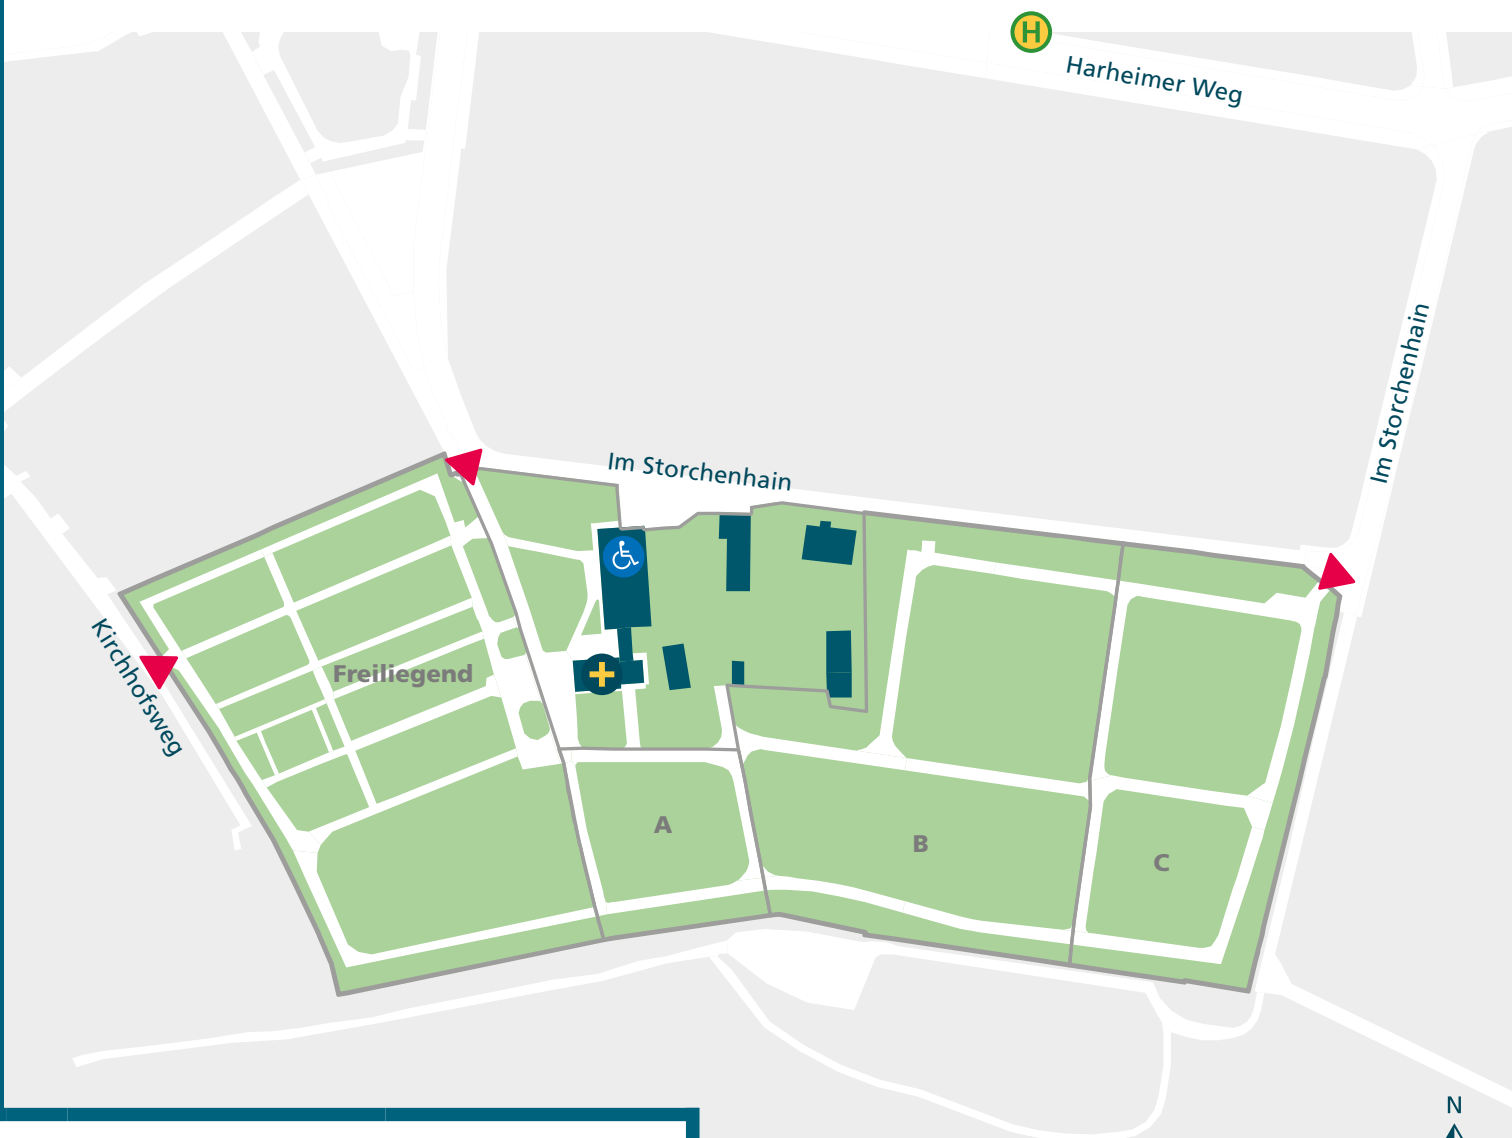 H
Harheimer Weg
Im Storchenhain
Im Storchenhain
Kirchhofsweg
Freiliegend
A
B
C
N